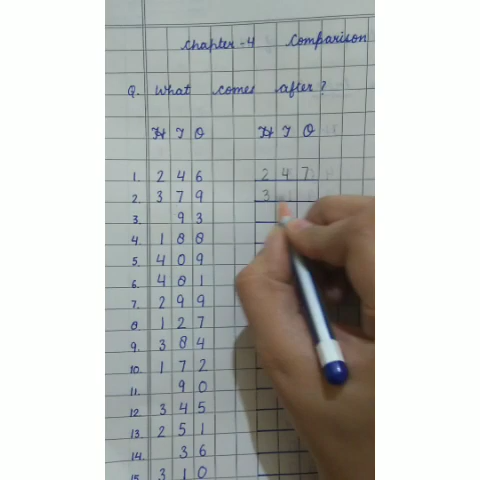 Chapter-4 Comparison
Q. What comes after?
H T O H T O
1. 2 4 6 2 4 7
2. 3 7 9 3
3. 9 3
4. 1 8 8
5. 4 0 9
6. 4 8 1
7. 2 9 9
8. 1 2 7
9. 3 8 4
10. 1 7 2
11. 9 0
12. 3 4 5
13. 2 5 1
14. 3 6
15. 3 1 0